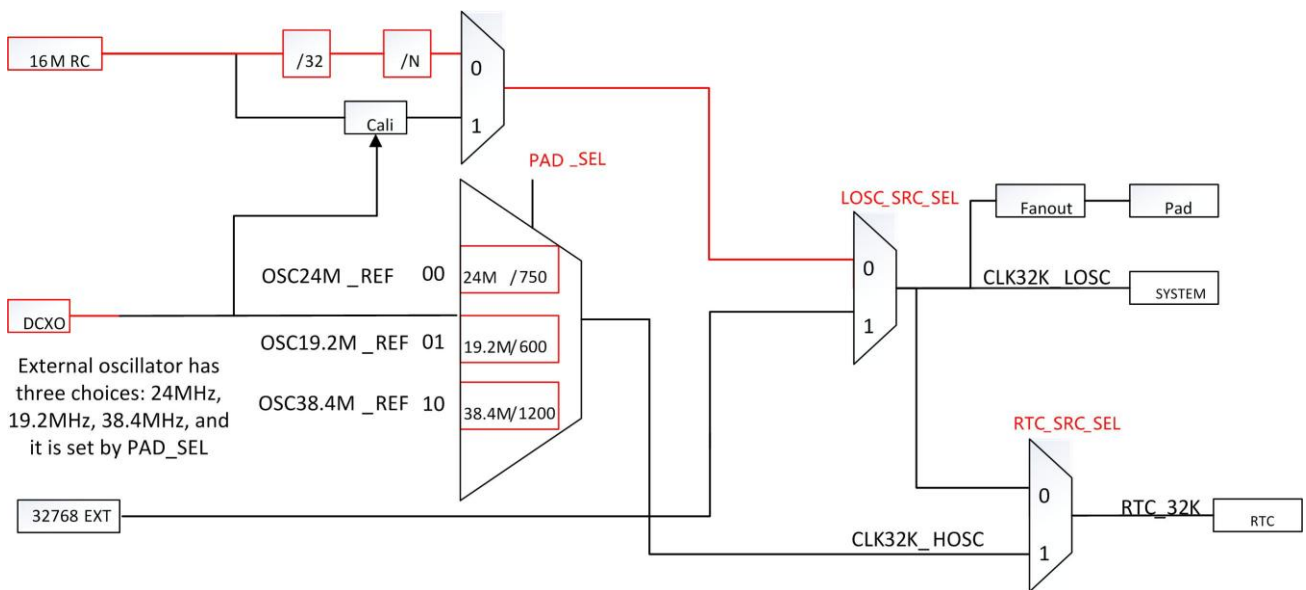 16M RC
/32
/N
0
1
Cali
PAD _SEL
LOSC_SRC_SEL
Fanout
Pad
OSC24M _REF 00
24M /750
0
CLK32K_LOSC
SYSTEM
DCXO
1
OSC19.2M _REF 01
19.2M/600
External oscillator has
three choices: 24MHz,
19.2MHz, 38.4MHz, and
it is set by PAD_SEL
OSC38.4M _REF 10
38.4M/1200
RTC_SRC_SEL
32768 EXT
0
RTC_32K
RTC
CLK32K_HOSC
1